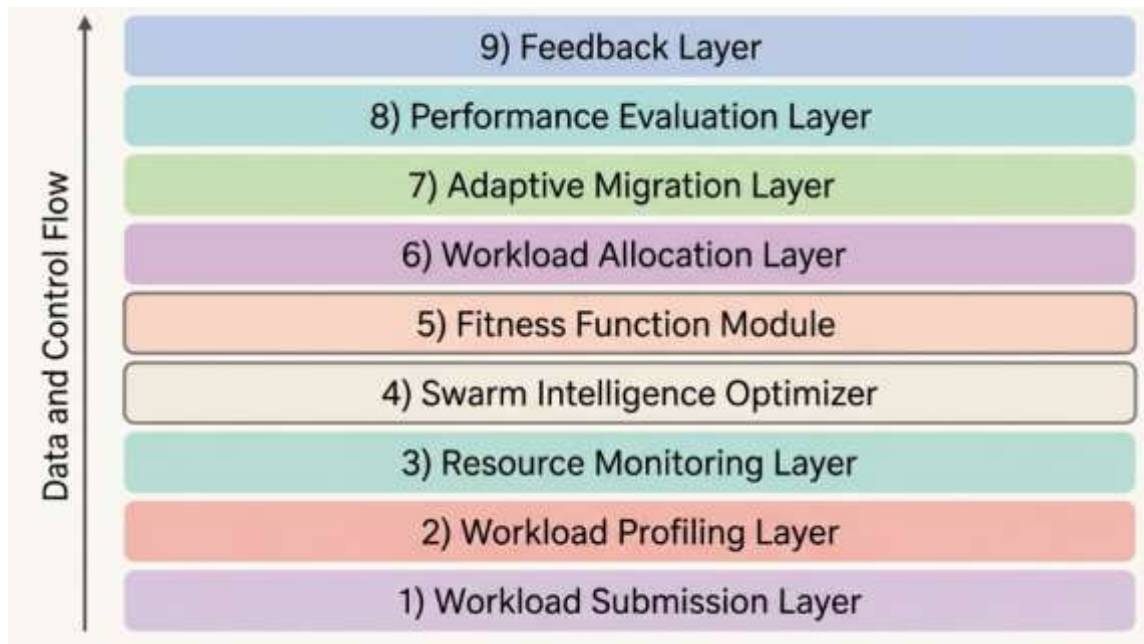 Data and Control Flow
9) Feedback Layer
8) Performance Evaluation Layer
7) Adaptive Migration Layer
6) Workload Allocation Layer
5) Fitness Function Module
4) Swarm Intelligence Optimizer
3) Resource Monitoring Layer
2) Workload Profiling Layer
1) Workload Submission Layer